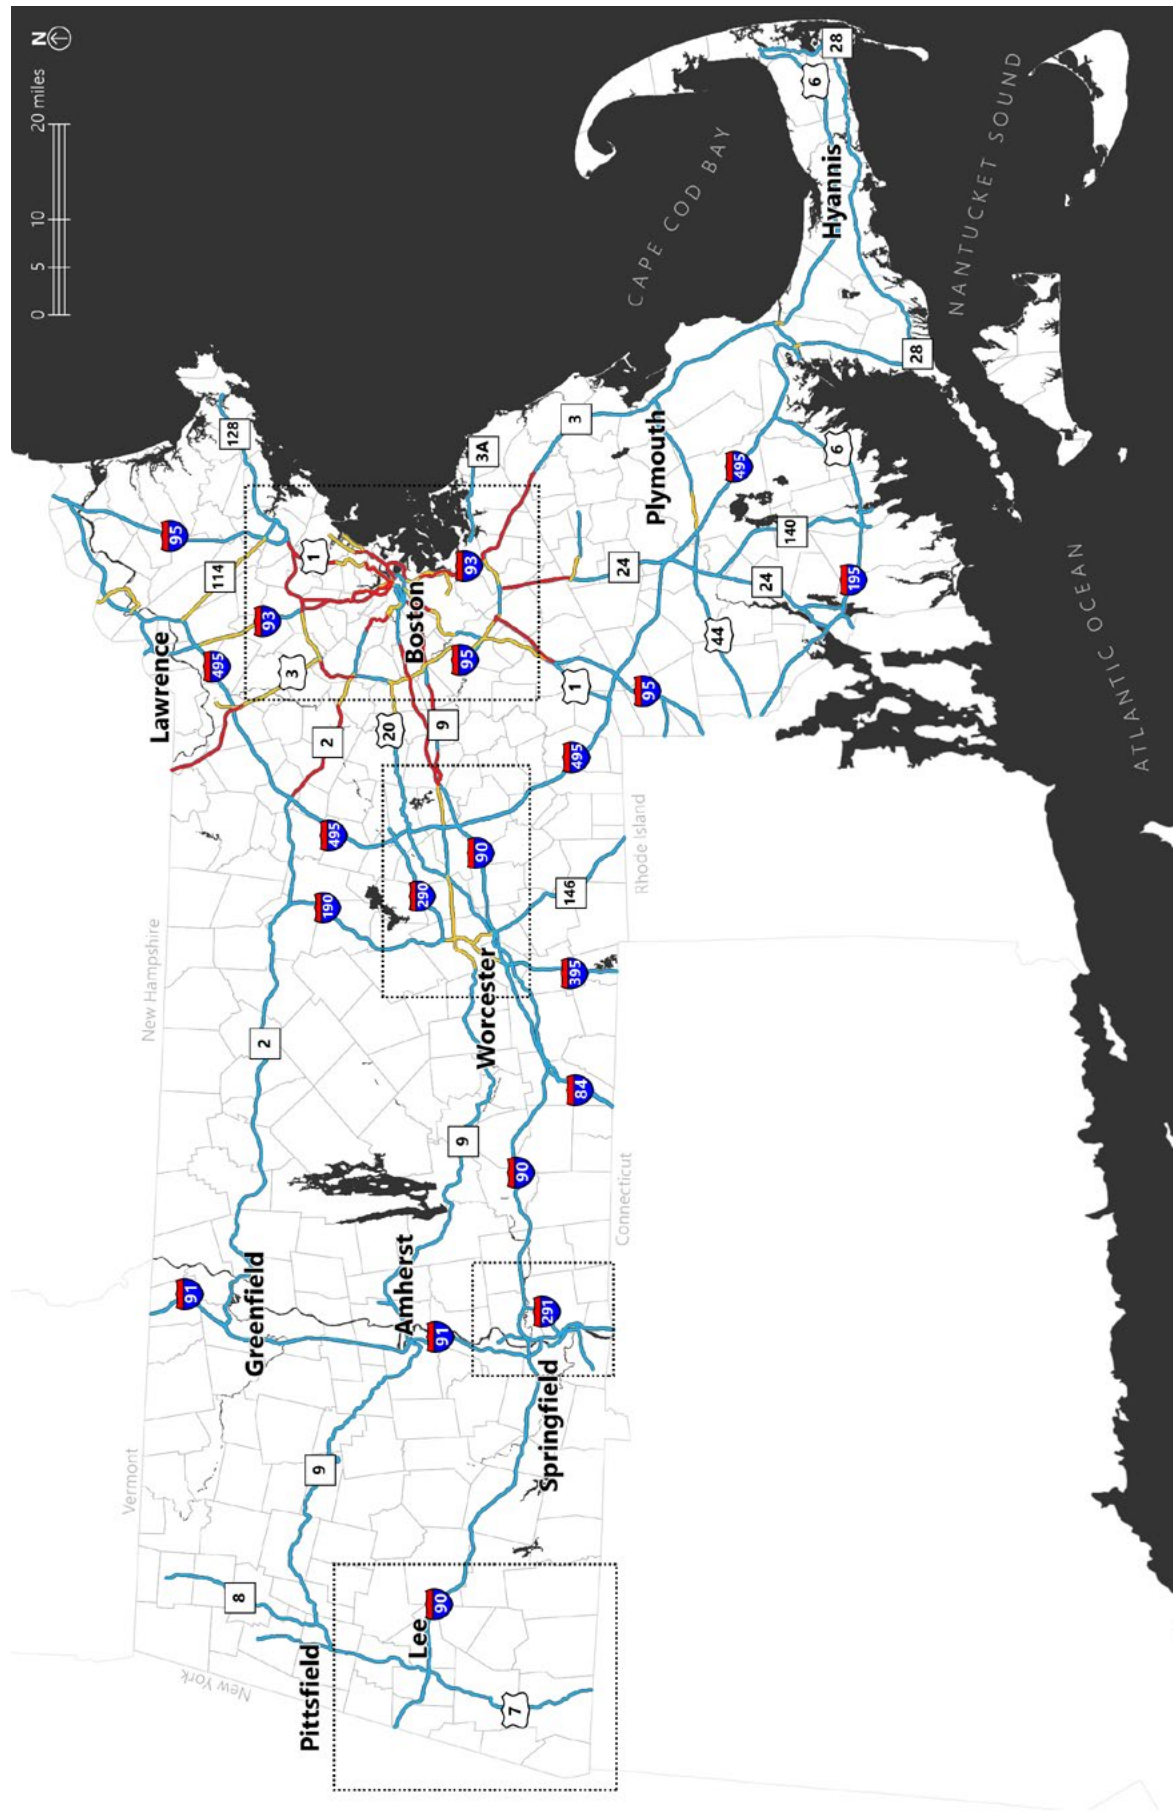 N
0 5 10 20 miles
New Hampshire
Vermont
New York
Connecticut
Rhode Island
CAPE COD BAY
NANTUCKET SOUND
ATLANTIC OCEAN
Pittsfield
Lee
Greenfield
Amherst
Springfield
Worcester
Lawrence
Boston
Plymouth
Hyannis
8
7
90
9
91
91
291
2
9
90
84
190
290
395
146
90
495
495
2
20
9
3
495
93
114
95
128
1
95
93
1
95
3A
3
24
495
44
24
140
195
6
28
6
28